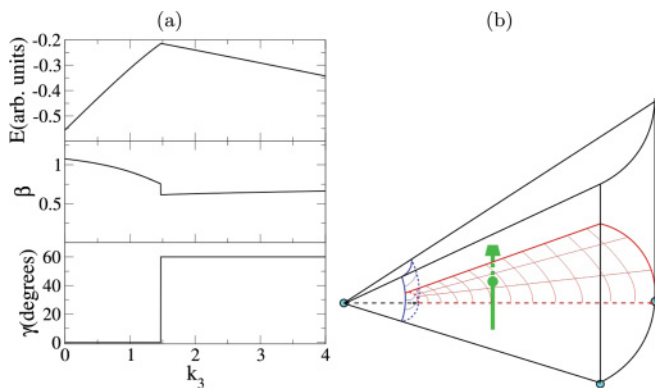 (a)
(b)
E(arb. units)
-0.2
-0.3
-0.4
-0.5
β
1
0.5
γ(degrees)
60
40
20
0
0 1 2 3 4
k3